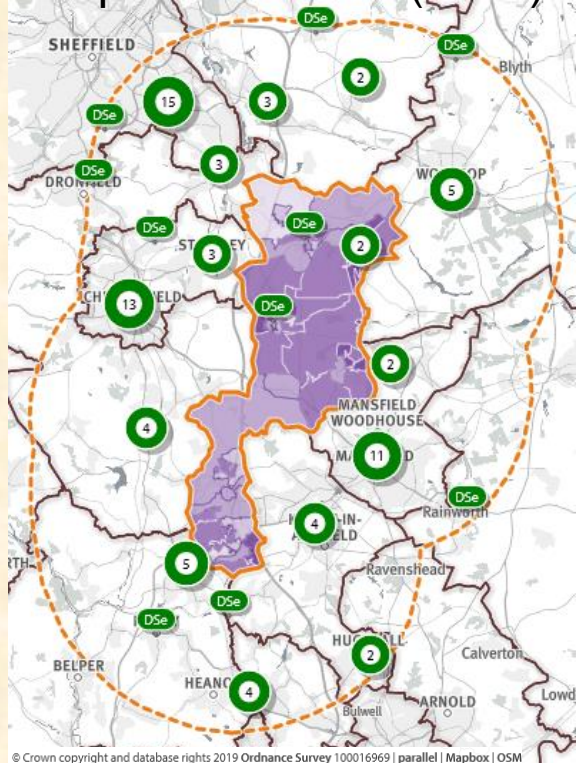 DSe
SHEFFIELD
DSe
Blyth
2
15
3
DSe
3
DSe
DRONFIELD
5
DSe
DSe
2
3
13
DSe
2
MANSFIELD
WOODHOUSE
4
11
DSe
Rainworth
4
5
Ravenshead
DSe
DSe
2
Calverton
BELPER
4
ARNOLD
Bulwell
© Crown copyright and database rights 2019 Ordnance Survey 100016969 | parallel | Mapbox | OSM